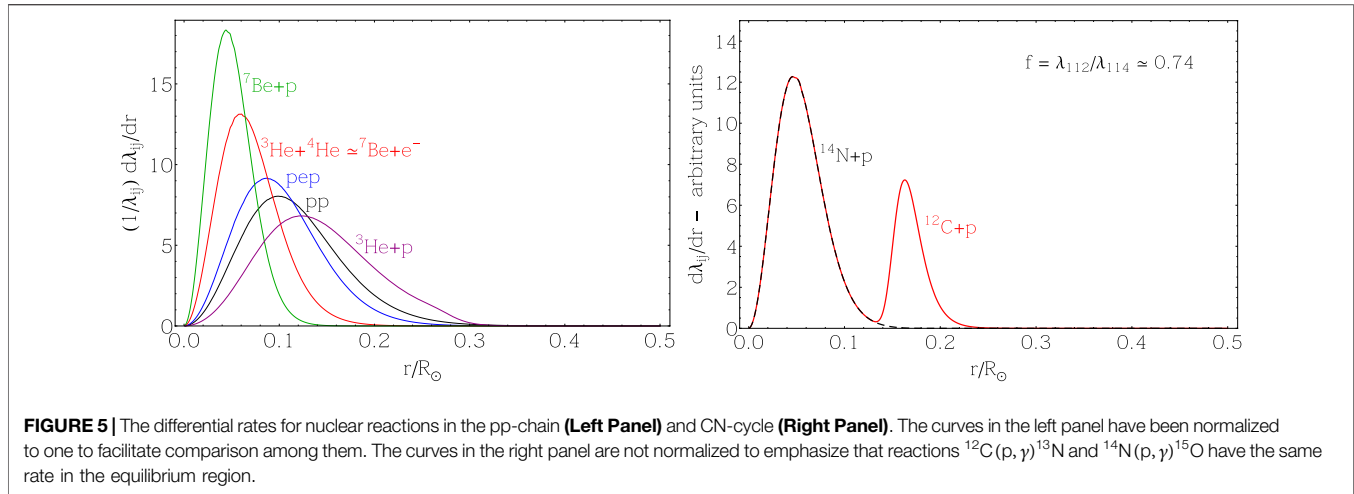 (1/λij) dλij/dr
15
10
5
0
⁷Be+p
³He+⁴He ≃ ⁷Be+e⁻
pep
pp
³He+p
0.0 0.1 0.2 0.3 0.4 0.5
r/R⊙
dλij/dr − arbitrary units
14
12
10
8
6
4
2
0
f = λ112/λ114 ≃ 0.74
¹⁴N+p
¹²C+p
0.0 0.1 0.2 0.3 0.4 0.5
r/R⊙
FIGURE 5 | The differential rates for nuclear reactions in the pp-chain (Left Panel) and CN-cycle (Right Panel). The curves in the left panel have been normalized
to one to facilitate comparison among them. The curves in the right panel are not normalized to emphasize that reactions ¹²C(p, γ)¹³N and ¹⁴N(p, γ)¹⁵O have the same
rate in the equilibrium region.